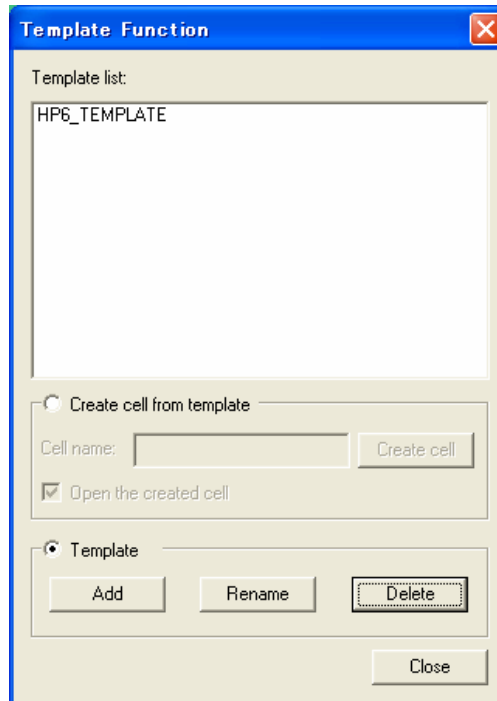 Template Function
Template list:
HP6_TEMPLATE
Create cell from template
Cell name: Create cell
Open the created cell
Template
Add Rename Delete
Close